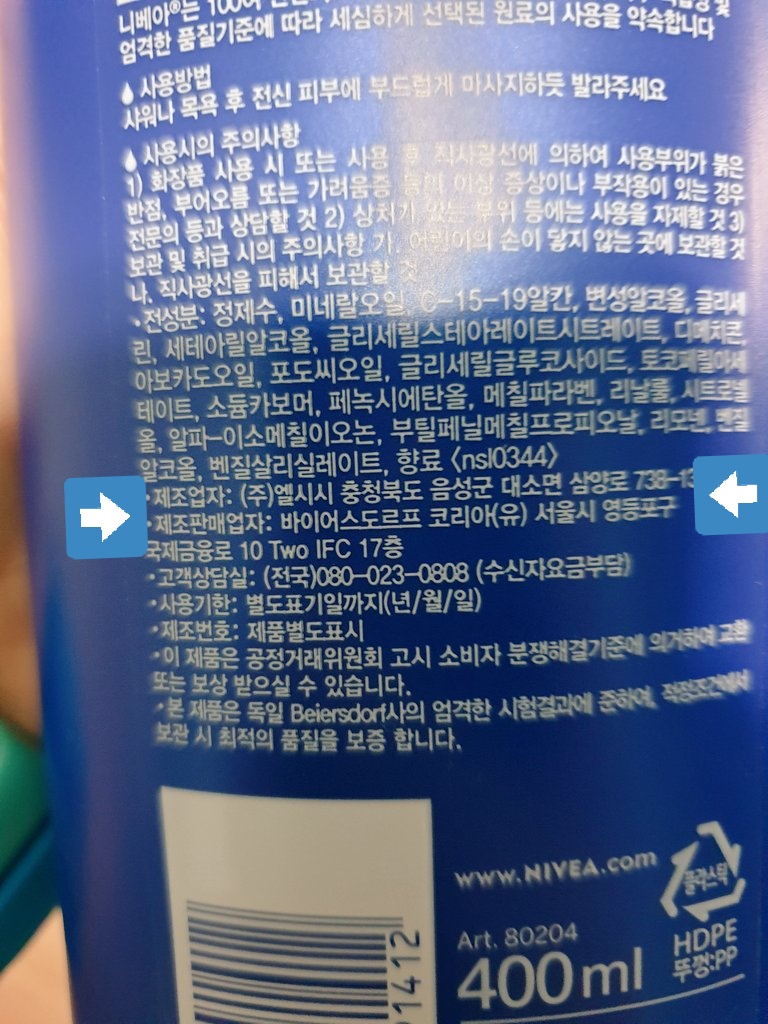 니베아®는 100여
엄격한 품질기준에 따라 세심하게 선택된 원료의 사용을 약속합니다
사용방법
샤워나 목욕 후 전신 피부에 부드럽게 마사지하듯 발라주세요
사용시의 주의사항
1) 화장품 사용 시 또는 사용 후 직사광선에 의하여 사용부위가 붉은
반점, 부어오름 또는 가려움증 등의 이상 증상이나 부작용이 있는 경우
전문의 등과 상담할 것 2) 상처가 있는 부위 등에는 사용을 자제할 것 3)
보관 및 취급 시의 주의사항 가. 어린이의 손이 닿지 않는 곳에 보관할 것
나. 직사광선을 피해서 보관할 것
·전성분: 정제수, 미네랄오일, C-15-19알칸, 변성알코올, 글리세
린, 세테아릴알코올, 글리세릴스테아레이트시트레이트, 디메치콘,
아보카도오일, 포도씨오일, 글리세릴글루코사이드, 토코페릴아세
테이트, 소듐카보머, 페녹시에탄올, 메칠파라벤, 리날룰, 시트로넬
올, 알파-이소메칠이오논, 부틸페닐메칠프로피오날, 리모넨, 벤질
알코올, 벤질살리실레이트, 향료 〈nsl0344〉
·제조업자: (주)엘시시 충청북도 음성군 대소면 삼양로 738-1
·제조판매업자: 바이어스도르프 코리아(유) 서울시 영등포구
국제금융로 10 Two IFC 17층
·고객상담실: (전국)080-023-0808 (수신자요금부담)
·사용기한: 별도표기일까지(년/월/일)
·제조번호: 제품별도표시
·이 제품은 공정거래위원회 고시 소비자 분쟁해결기준에 의거하여 교환
또는 보상 받으실 수 있습니다.
·본 제품은 독일 Beiersdorf사의 엄격한 시험결과에 준하여, 적정조건에서
보관 시 최적의 품질을 보증 합니다.
www.NIVEA.com
플라스틱
Art. 80204
HDPE
뚜껑:PP
400ml
1412